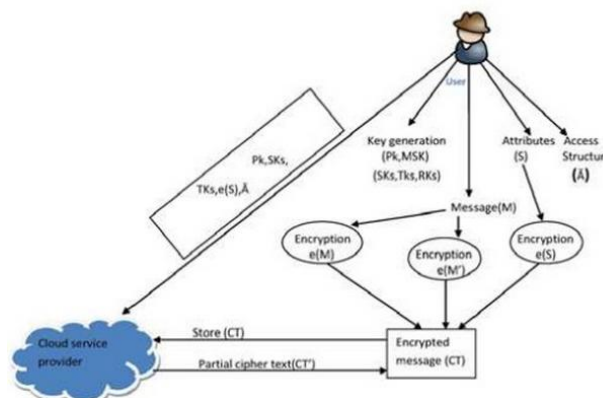 User
Key generation
(Pk,MSK)
(SKs,Tks,RKs)
Attributes
(S)
Access
Structur
(Å)
Pk,SKs,
TKs,e(S),Å
Message(M)
Encryption
e(M)
Encryption
e(M')
Encryption
e(S)
Cloud service
provider
Store (CT)
Partial cipher text(CT')
Encrypted
message (CT)